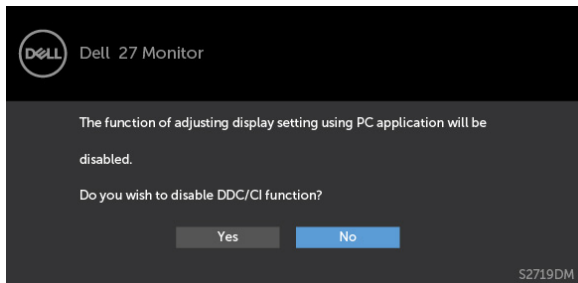 DELL
Dell 27 Monitor
The function of adjusting display setting using PC application will be
disabled.
Do you wish to disable DDC/CI function?
Yes No
S2719DM